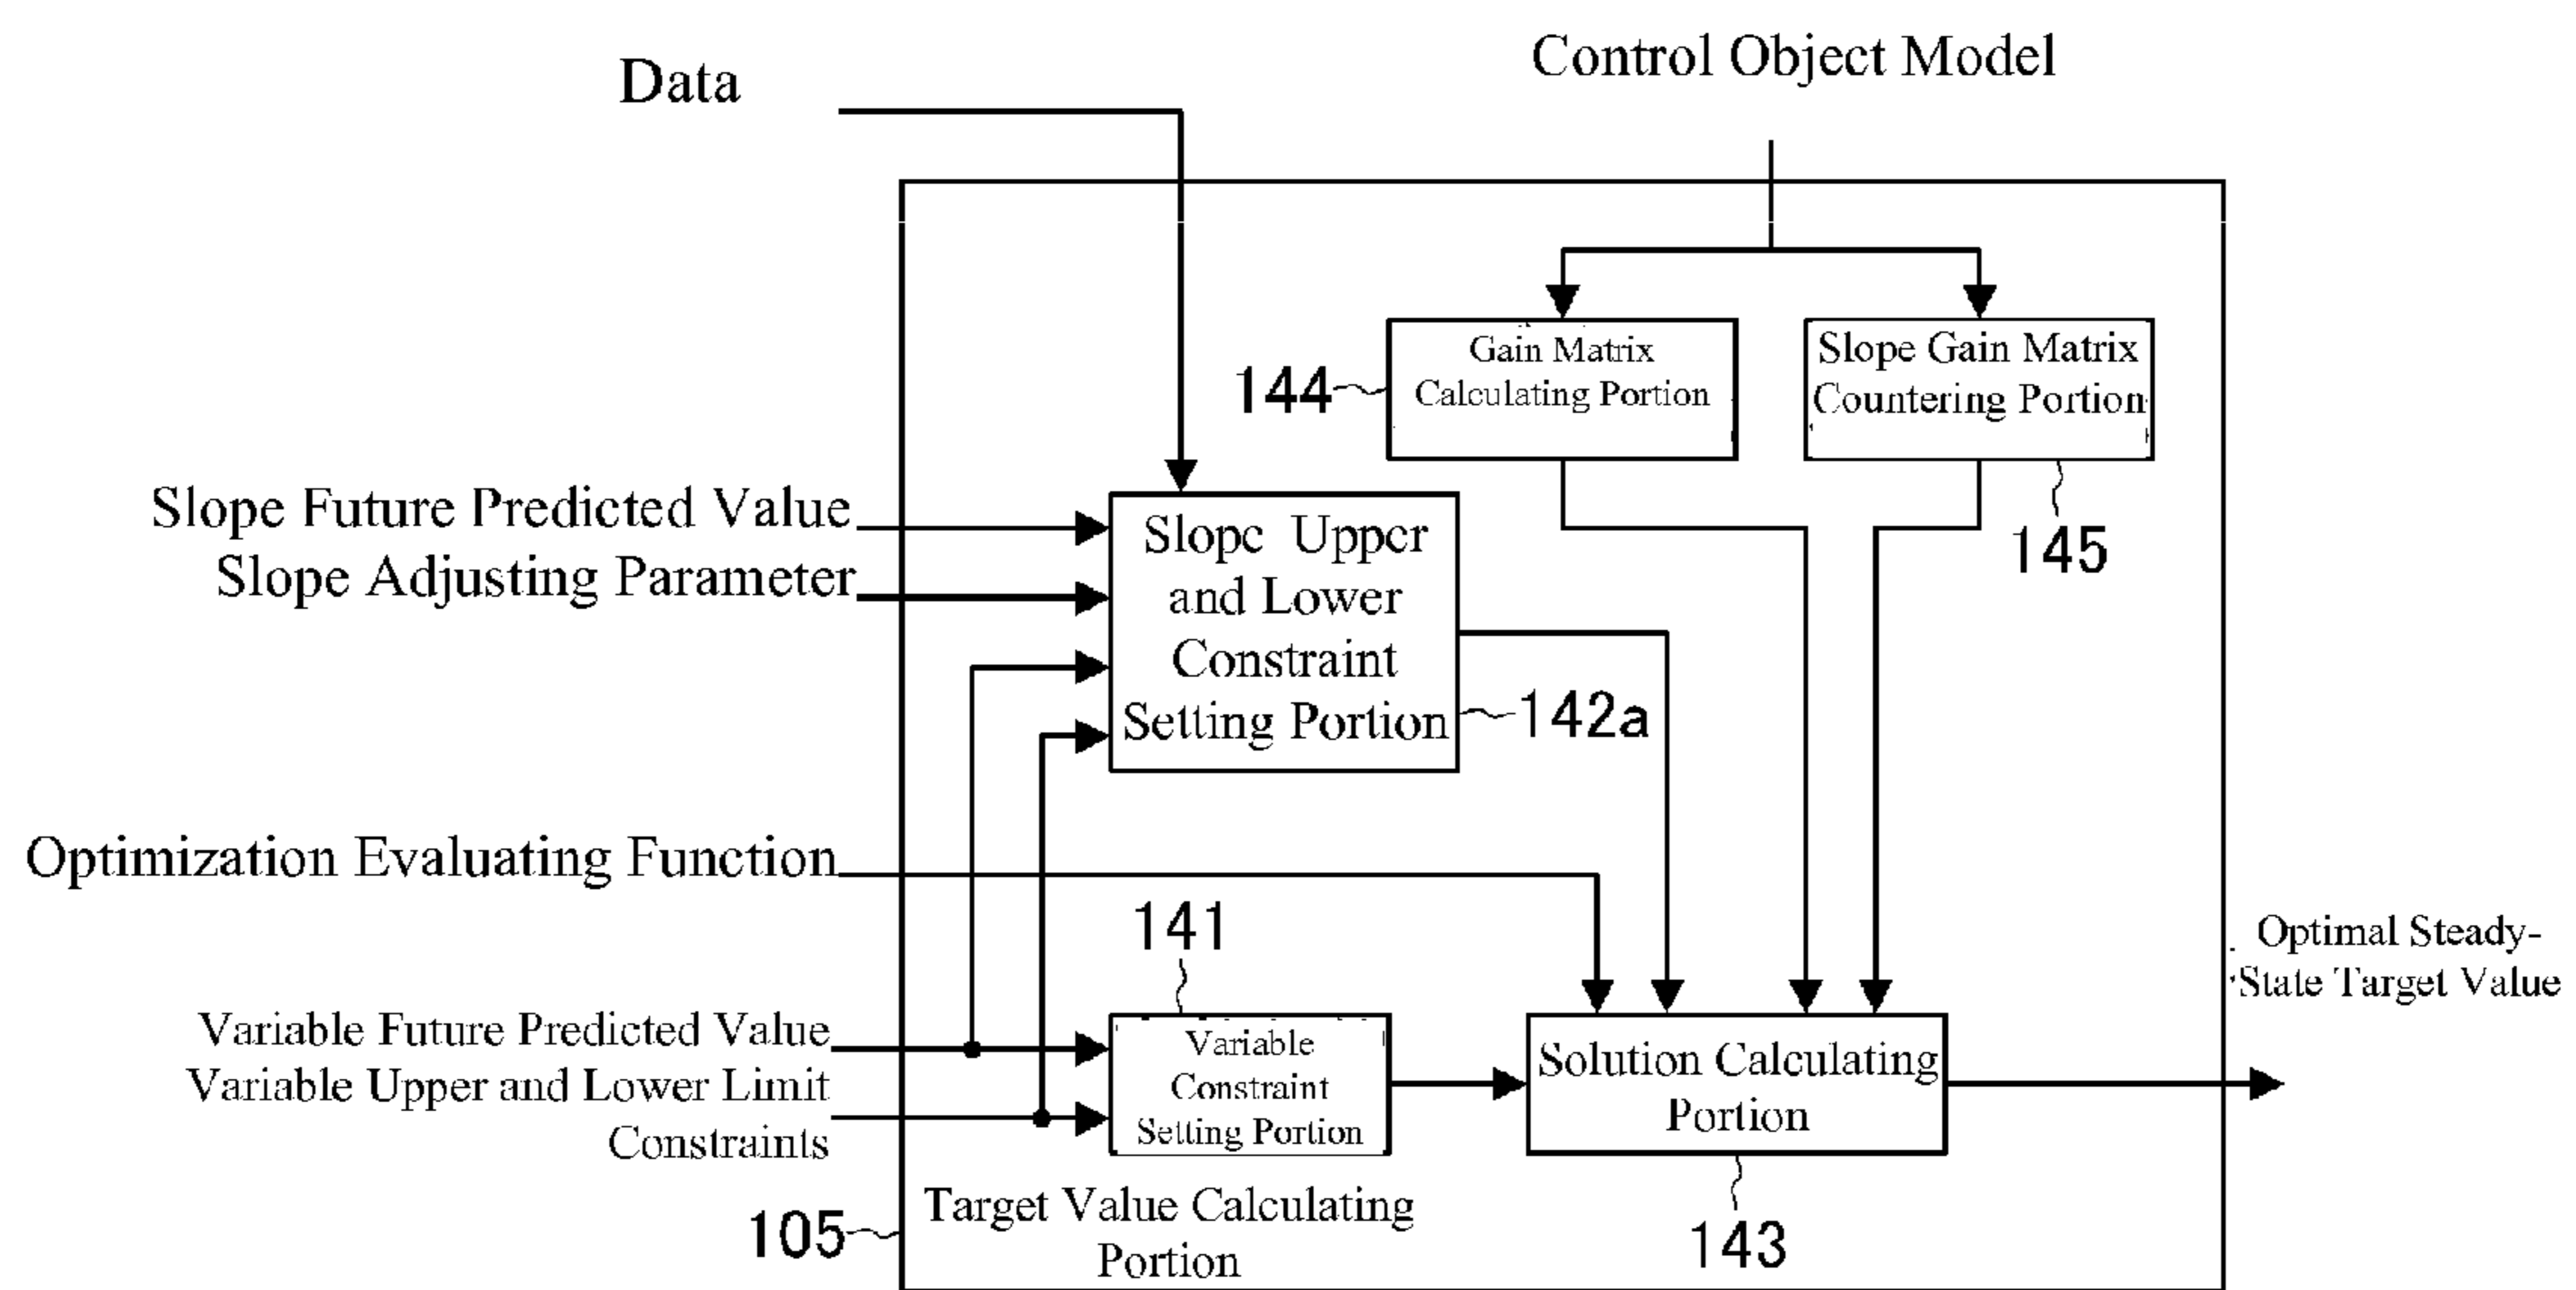 Data
Control Object Model
144
Gain Matrix
Calculating Portion
Slope Gain Matrix
Countering Portion
145
Slope Future Predicted Value
Slope Adjusting Parameter
Slope Upper
and Lower
Constraint
Setting Portion
142a
Optimization Evaluating Function
141
Variable Future Predicted Value
Variable Upper and Lower Limit
Constraints
Variable
Constraint
Setting Portion
Solution Calculating
Portion
143
Optimal Steady-
State Target Value
105
Target Value Calculating
Portion